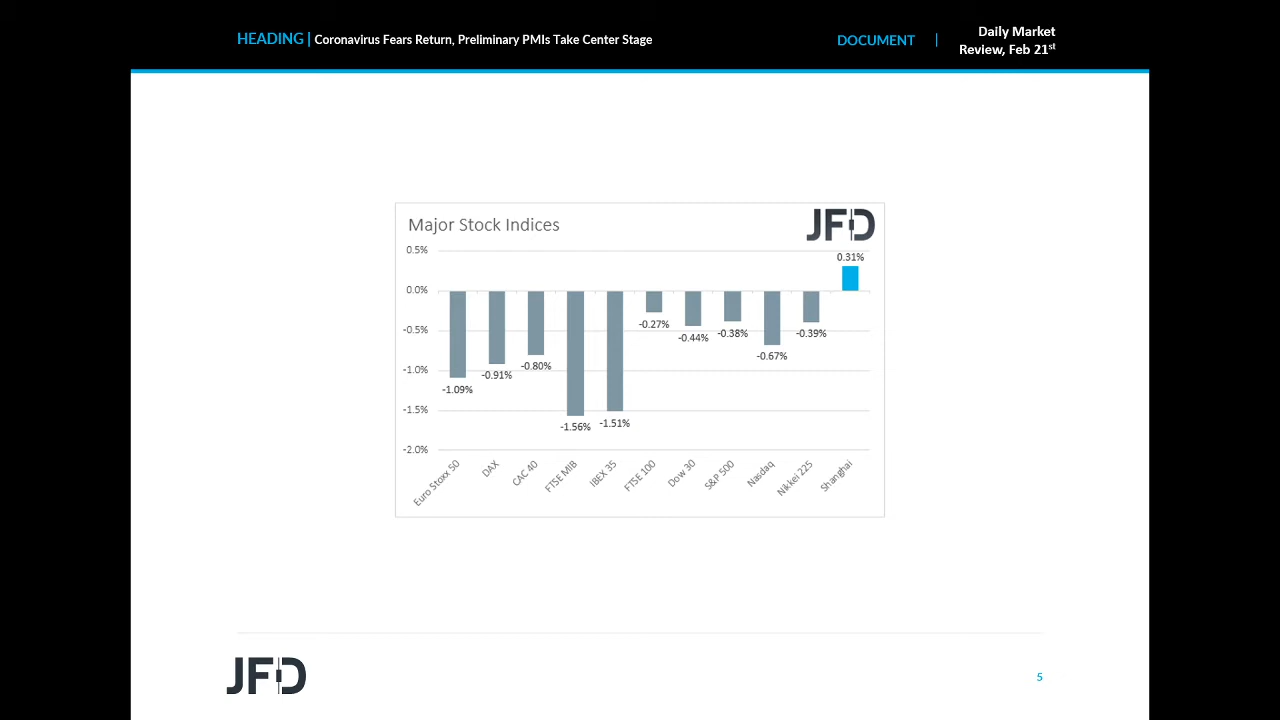 HEADING | Coronavirus Fears Return, Preliminary PMIs Take Center Stage
DOCUMENT |
Daily Market
Review, Feb 21st
Major Stock Indices
JFD
0.5%
0.0%
-0.5%
-1.0%
-1.5%
-2.0%
-1.09%
-0.91%
-0.80%
-1.56%
-1.51%
-0.27%
-0.44%
-0.38%
-0.67%
-0.39%
0.31%
Euro Stoxx 50
DAX
CAC 40
FTSE MIB
IBEX 35
FTSE 100
Dow 30
S&P 500
Nasdaq
Nikkei 225
Shanghai
JFD
5